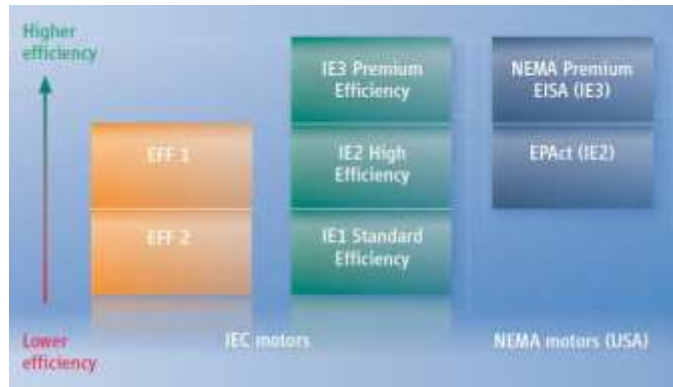 Higher
efficiency
IE3 Premium
Efficiency
NEMA Premium
EISA (IE3)
EFF 1
IE2 High
Efficiency
EPAct (IE2)
EFF 2
IE1 Standard
Efficiency
Lower
efficiency
IEC motors
NEMA motors (USA)